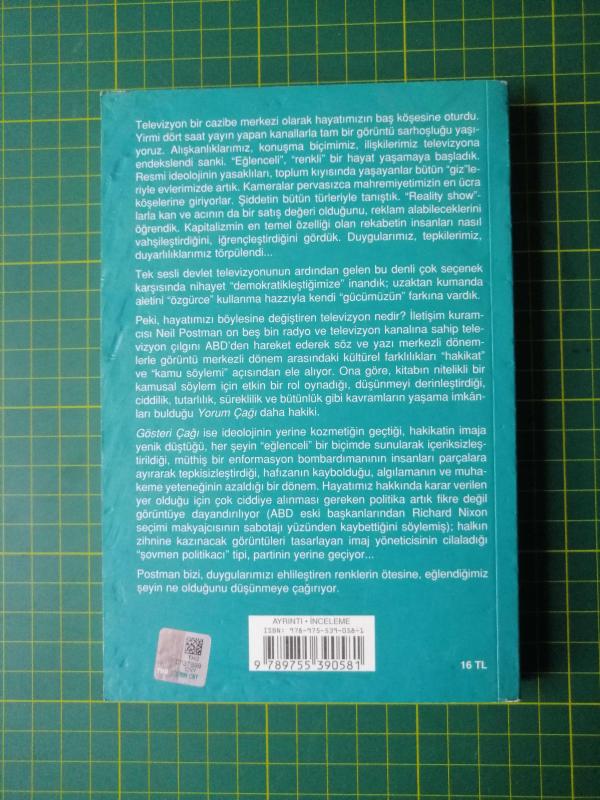 Televizyon bir cazibe merkezi olarak hayatımızın baş köşesine oturdu.
Yirmi dört saat yayın yapan kanallarla tam bir görüntü sarhoşluğu yaşı-
yoruz. Alışkanlıklarımız, konuşma biçimimiz, ilişkilerimiz televizyona
endekslendi sanki. “Eğlenceli”, “renkli” bir hayat yaşamaya başladık.
Resmi ideolojinin yasaklıları, toplum kıyısında yaşayanlar bütün “giz”le-
riyle evlerimizde artık. Kameralar pervasızca mahremiyetimizin en ücra
köşelerine giriyorlar. Şiddetin bütün türleriyle tanıştık. “Reality show”-
larla kan ve acının da bir satış değeri olduğunu, reklam alabileceklerini
öğrendik. Kapitalizmin en temel özelliği olan rekabetin insanları nasıl
vahşileştirdiğini, iğrençleştirdiğini gördük. Duygularımız, tepkilerimiz,
duyarlılıklarımız törpülendi...
Tek sesli devlet televizyonunun ardından gelen bu denli çok seçenek
karşısında nihayet “demokratikleştiğimize” inandık; uzaktan kumanda
aletini “özgürce” kullanma hazzıyla kendi “gücümüzün” farkına vardık.
Peki, hayatımızı böylesine değiştiren televizyon nedir? İletişim kuram-
cısı Neil Postman on beş bin radyo ve televizyon kanalına sahip tele-
vizyon çılgını ABD’den hareket ederek söz ve yazı merkezli dönem-
lerle görüntü merkezli dönem arasındaki kültürel farklılıkları “hakikat”
ve “kamu söylemi” açısından ele alıyor. Ona göre, kitabın nitelikli bir
kamusal söylem için etkin bir rol oynadığı, düşünmeyi derinleştirdiği,
ciddilik, tutarlılık, süreklilik ve bütünlük gibi kavramların yaşama imkân-
ları bulduğu Yorum Çağı daha hakiki.
Gösteri Çağı ise ideolojinin yerine kozmetiğin geçtiği, hakikatin imaja
yenik düştüğü, her şeyin “eğlenceli” bir biçimde sunularak içeriksizleş-
tirildiği, müthiş bir enformasyon bombardımanının insanları parçalara
ayırarak tepkisizleştirdiği, hafızanın kaybolduğu, algılamanın ve muha-
keme yeteneğinin azaldığı bir dönem. Hayatımız hakkında karar verilen
yer olduğu için çok ciddiye alınması gereken politika artık fikre değil
görüntüye dayandırılıyor (ABD eski başkanlarından Richard Nixon
seçimi makyajcısının sabotajı yüzünden kaybettiğini söylemiş); halkın
zihnine kazınacak görüntüleri tasarlayan imaj yöneticisinin cilaladığı
“şovmen politikacı” tipi, partinin yerine geçiyor...
Postman bizi, duygularımızı ehlileştiren renklerin ötesine, eğlendiğimiz
şeyin ne olduğunu düşünmeye çağırıyor.
AYRINTI • İNCELEME
ISBN: 978-975-539-058-1
9 789755 390581
16 TL